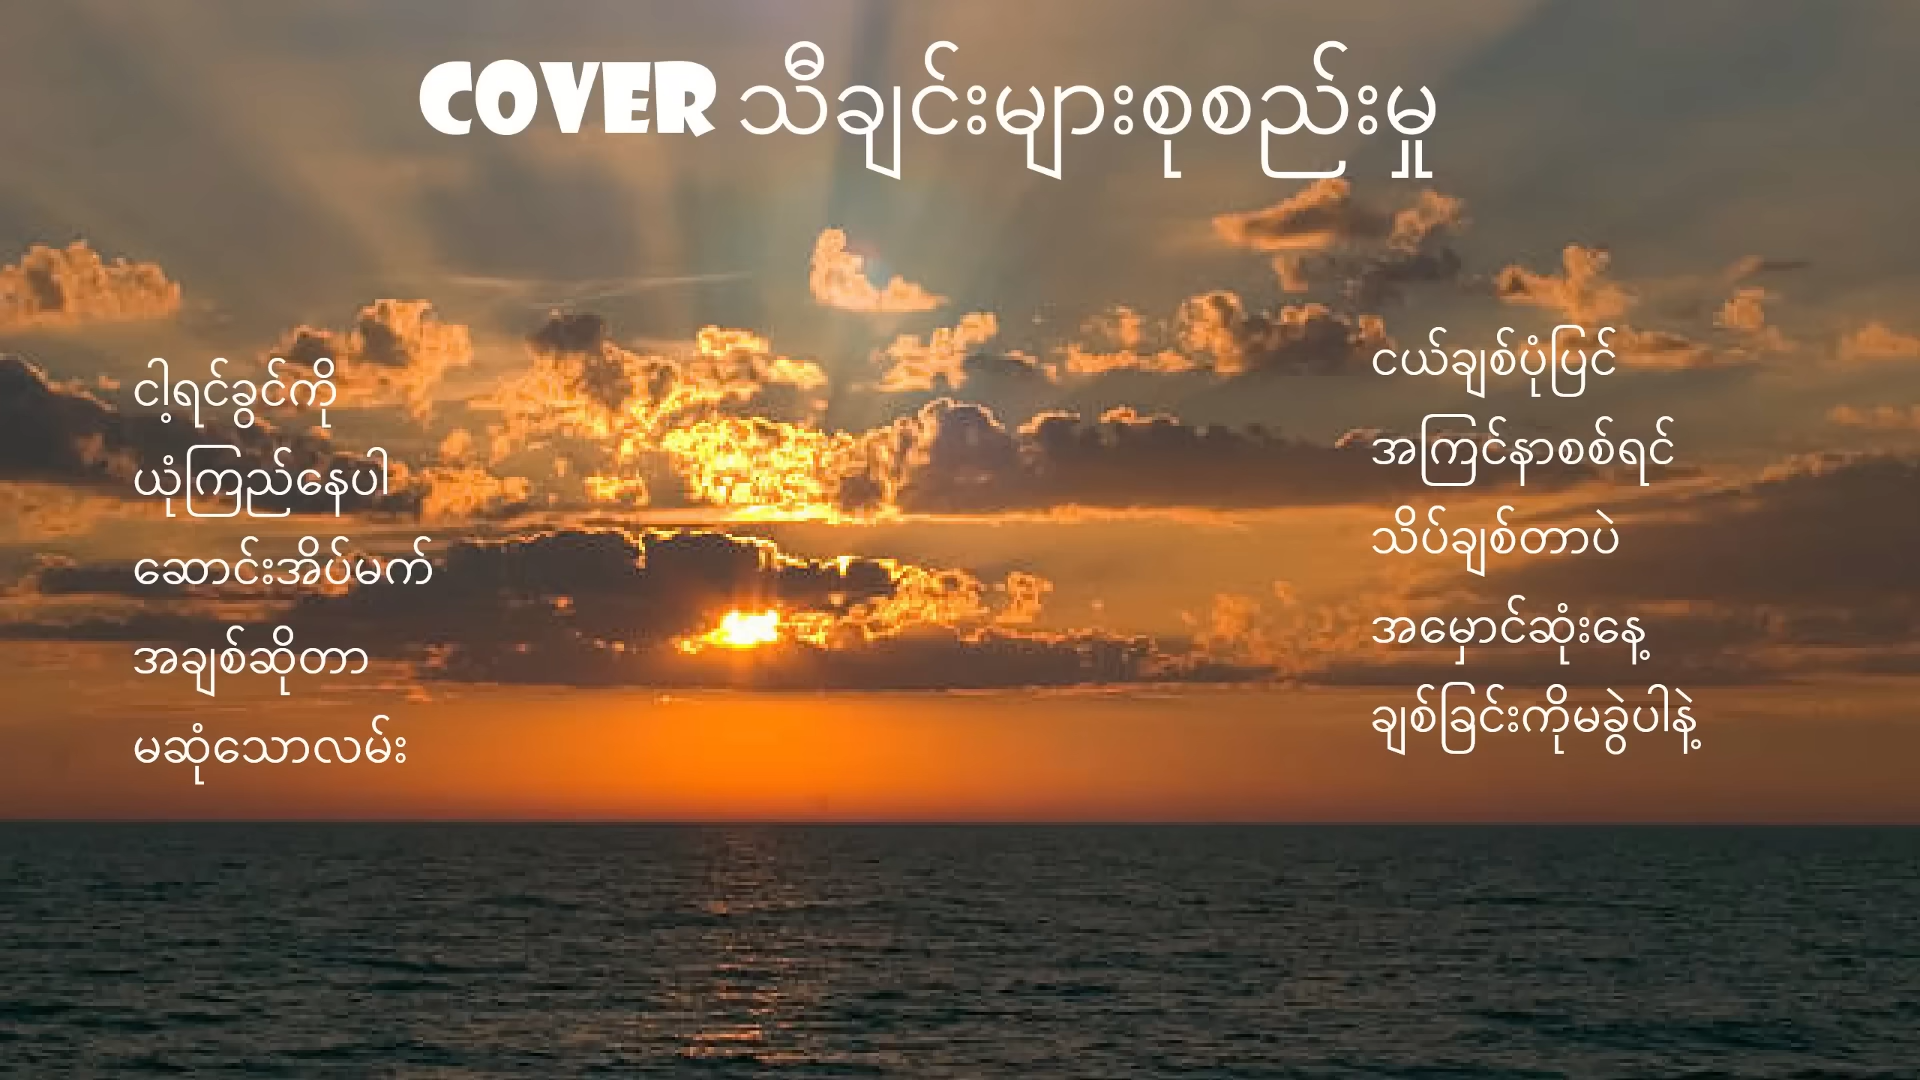 COVER သီချင်းများစုစည်းမှု
ငါ့ရင်ခွင်ကို
ယုံကြည်နေပါ
ဆောင်းအိပ်မက်
အချစ်ဆိုတာ
မဆုံသောလမ်း
ငယ်ချစ်ပုံပြင်
အကြင်နာစစ်ရင်
သိပ်ချစ်တာပဲ
အမှောင်ဆုံးနေ့
ချစ်ခြင်းကိုမခွဲပါနဲ့